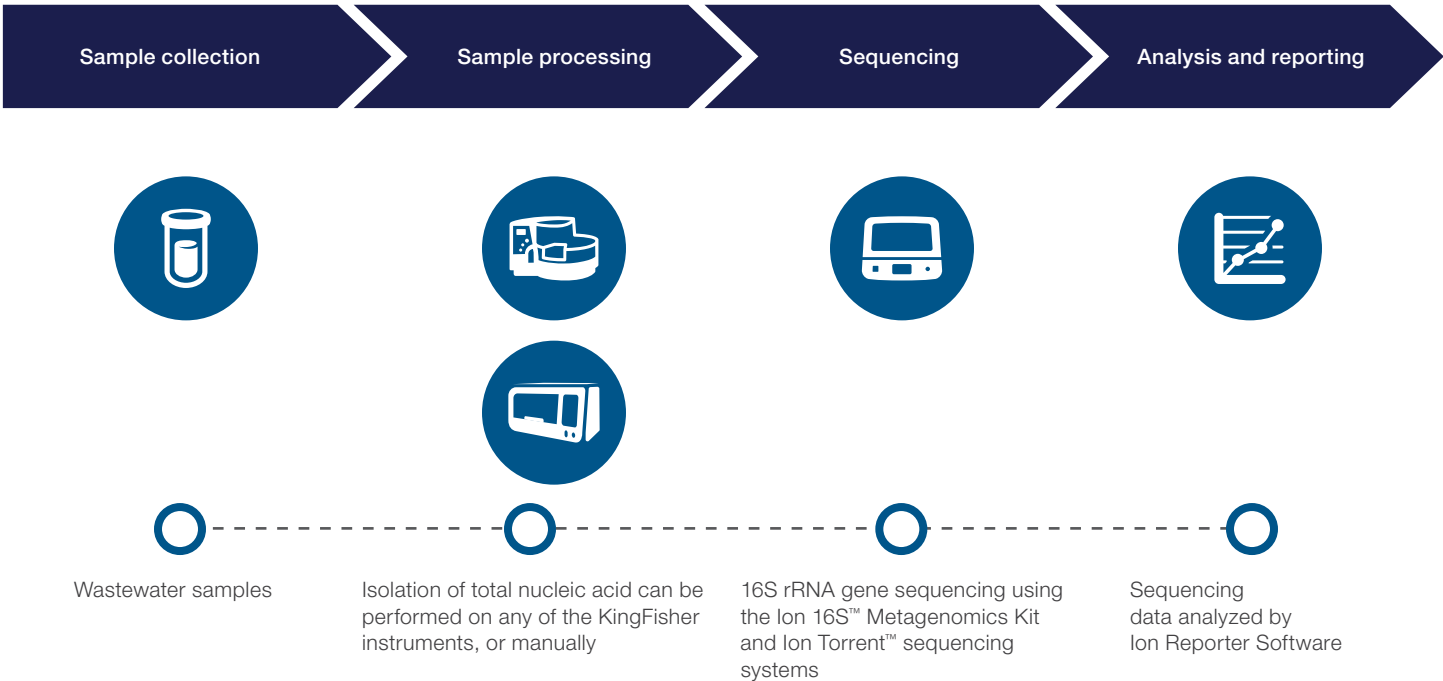 Sample collection
Sample processing
Sequencing
Analysis and reporting
Wastewater samples
Isolation of total nucleic acid can be
performed on any of the KingFisher
instruments, or manually
16S rRNA gene sequencing using
the Ion 16S™ Metagenomics Kit
and Ion Torrent™ sequencing
systems
Sequencing
data analyzed by
Ion Reporter Software